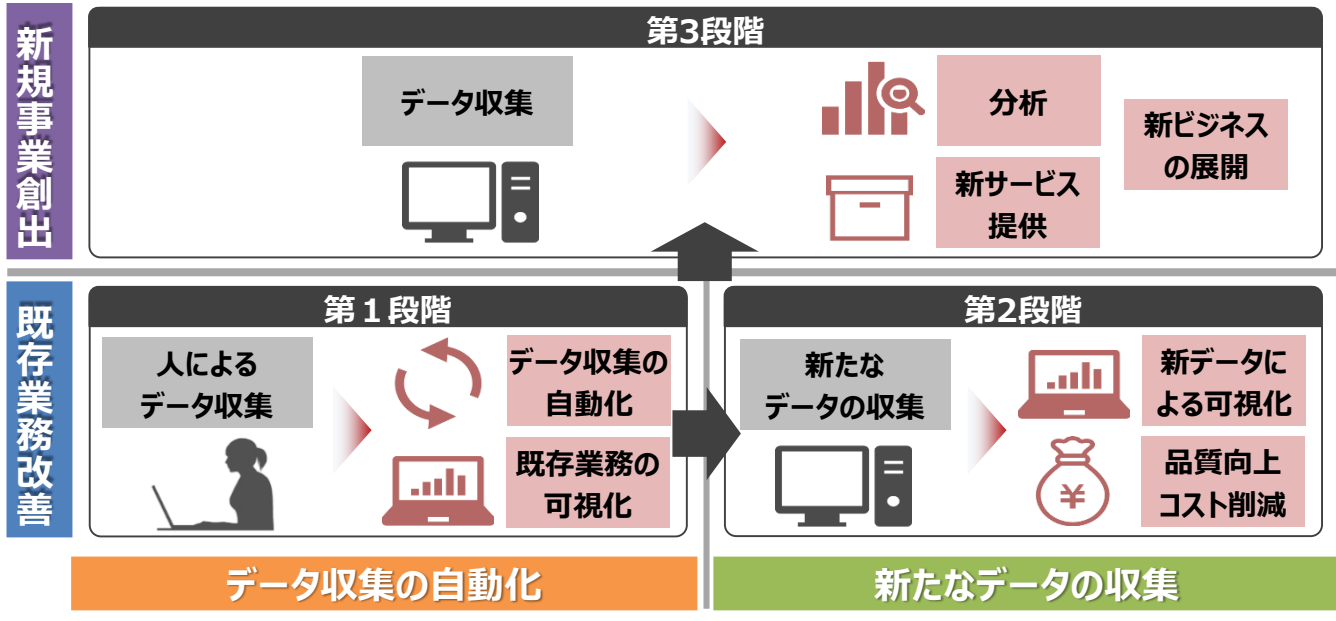 新規事業創出
第3段階
データ収集
分析
新サービス
提供
新ビジネス
の展開
既存業務改善
第１段階
人による
データ収集
データ収集の
自動化
既存業務の
可視化
第2段階
新たな
データの収集
新データに
よる可視化
¥
品質向上
コスト削減
データ収集の自動化
新たなデータの収集